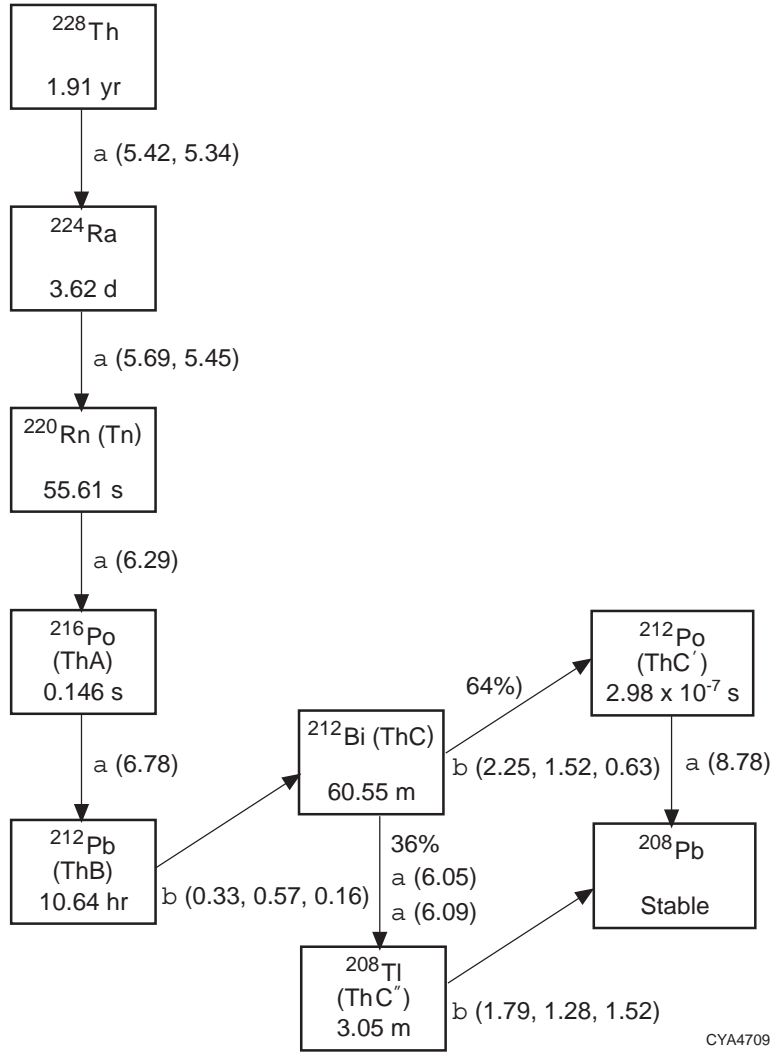 228Th
1.91 yr
a (5.42, 5.34)
224Ra
3.62 d
a (5.69, 5.45)
220Rn (Tn)
55.61 s
a (6.29)
216Po
(ThA)
0.146 s
a (6.78)
212Pb
(ThB)
10.64 hr
b (0.33, 0.57, 0.16)
212Bi (ThC)
60.55 m
64%)
b (2.25, 1.52, 0.63)
212Po
(ThC′)
2.98 x 10-7 s
a (8.78)
36%
a (6.05)
a (6.09)
208Tl
(ThC″)
3.05 m
b (1.79, 1.28, 1.52)
208Pb
Stable
CYA4709